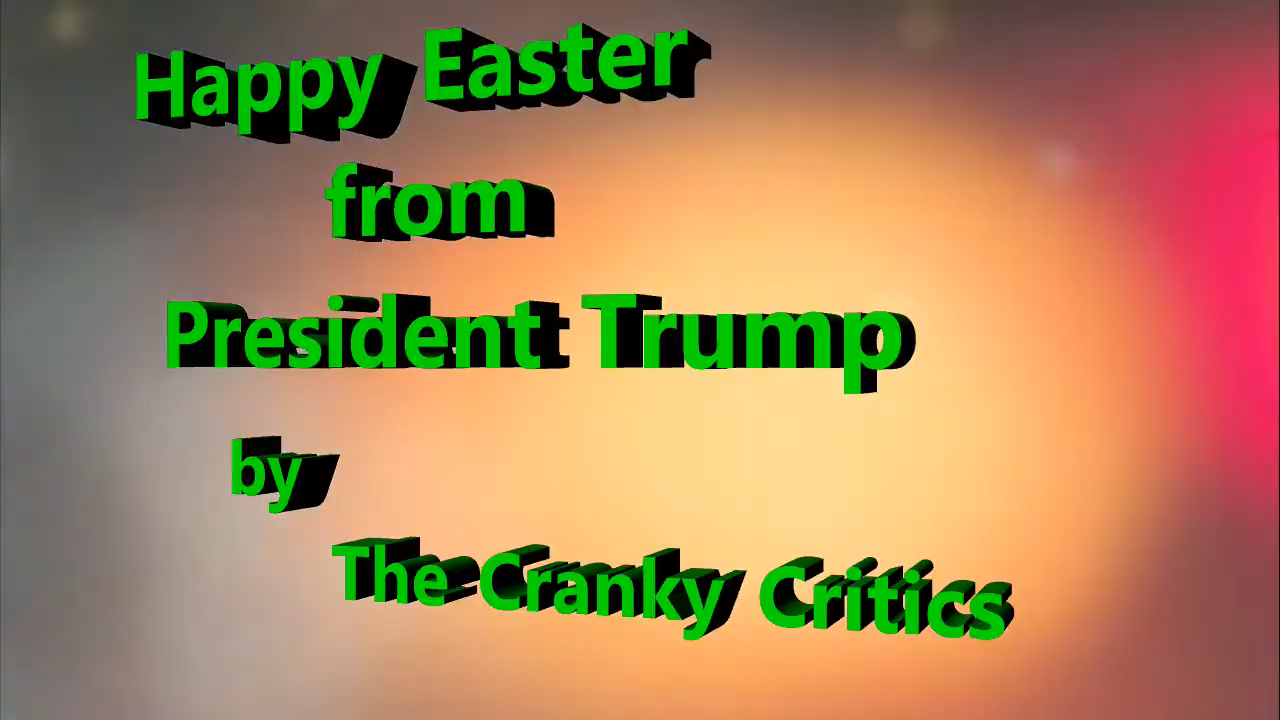 Happy Easter
from
President Trump
by
The Cranky Critics